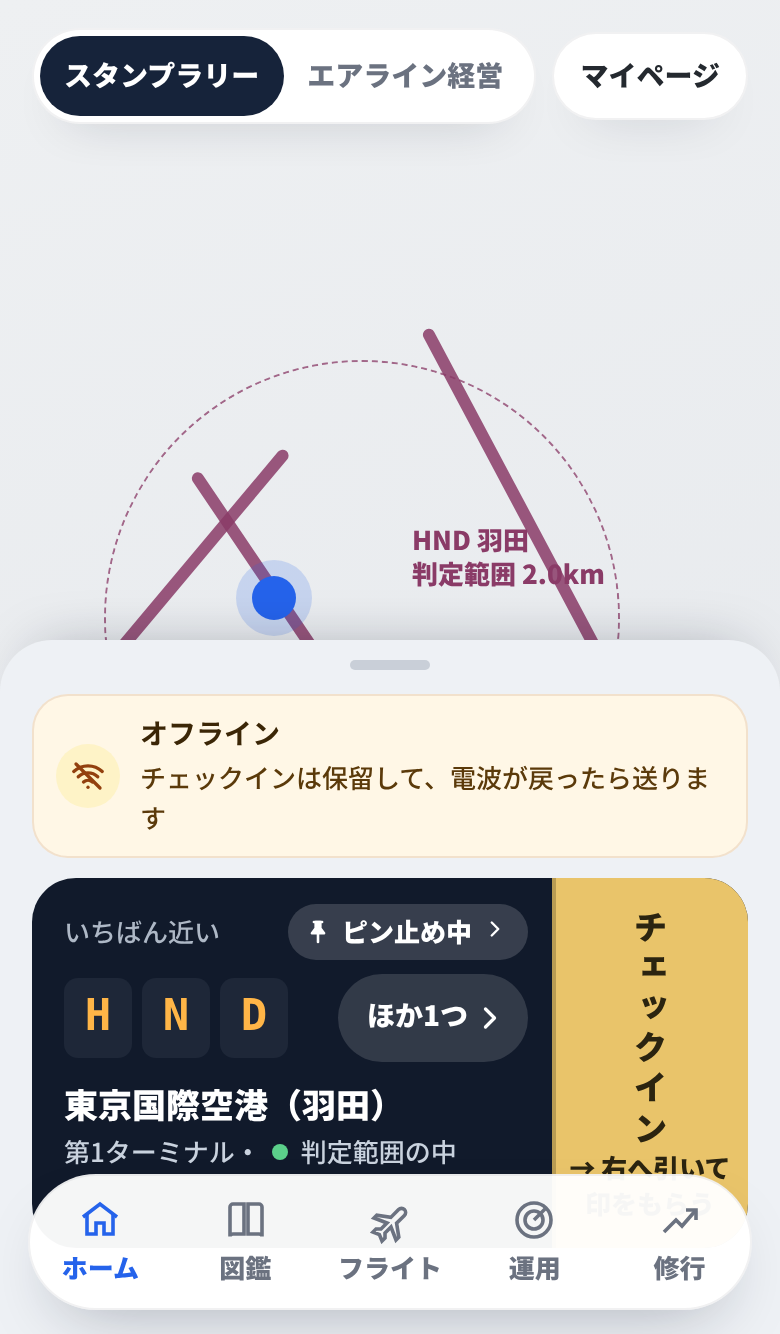 スタンプラリー
エアライン経営
マイページ
HND 羽田
判定範囲 2.0km
オフライン
チェックインは保留して、電波が戻ったら送りま
す
いちばん近い
ピン止め中
H N D
ほか1つ
東京国際空港（羽田）
第1ターミナル・ 判定範囲の中
チェックイン
→ 右へ引いて
印をもらう
ホーム
図鑑
フライト
運用
修行